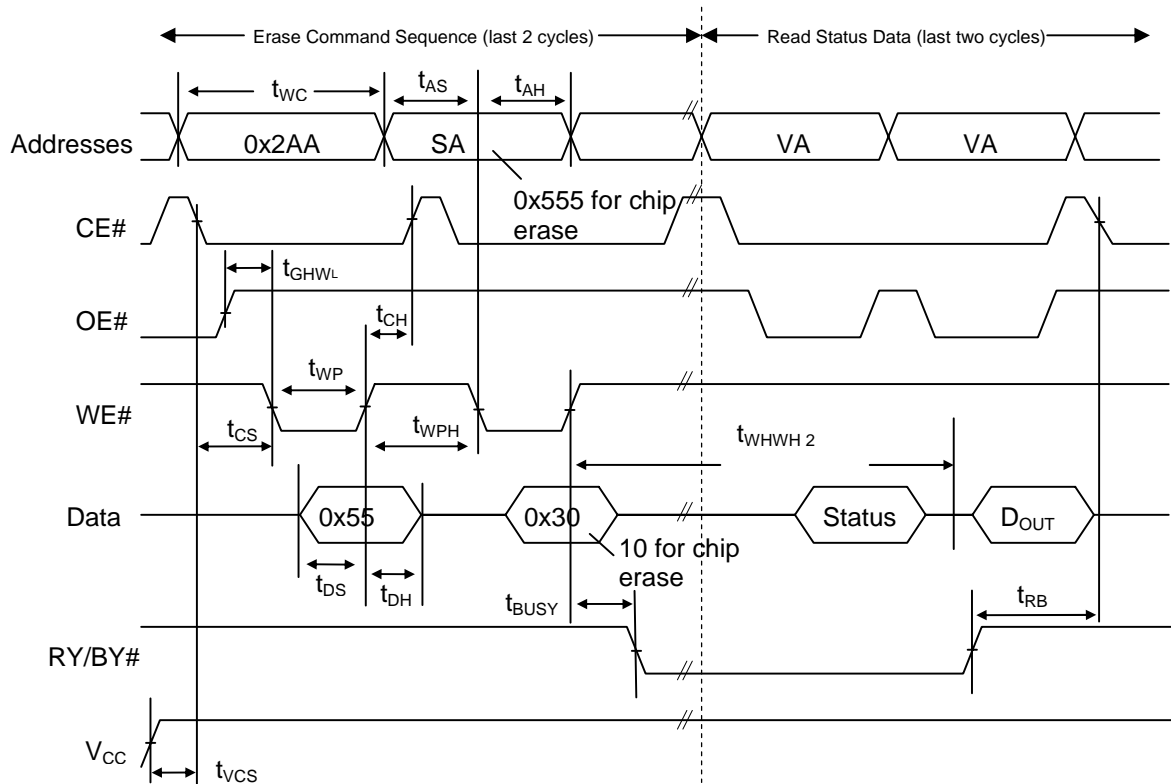 Erase Command Sequence (last 2 cycles)
Read Status Data (last two cycles)
tWC
tAS
tAH
Addresses
0x2AA
SA
VA
VA
0x555 for chip
erase
CE#
tGHWL
OE#
tCH
tWP
WE#
tCS
tWPH
tWHWH 2
Data
0x55
0x30
Status
DOUT
10 for chip
erase
tDS
tDH
tBUSY
tRB
RY/BY#
VCC
tVCS